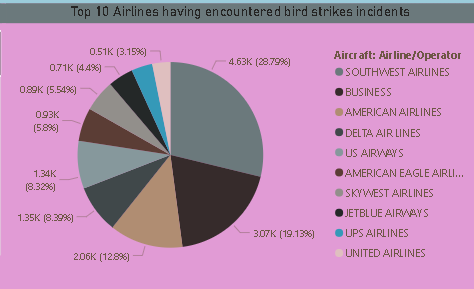 Top 10 Airlines having encountered bird strikes incidents
0.51K (3.15%)
0.71K (4.4%)
0.89K (5.54%)
0.93K
(5.8%)
1.34K
(8.32%)
1.35K (8.39%)
2.06K (12.8%)
3.07K (19.13%)
4.63K (28.79%)
Aircraft: Airline/Operator
SOUTHWEST AIRLINES
BUSINESS
AMERICAN AIRLINES
DELTA AIR LINES
US AIRWAYS
AMERICAN EAGLE AIRLI...
SKYWEST AIRLINES
JETBLUE AIRWAYS
UPS AIRLINES
UNITED AIRLINES